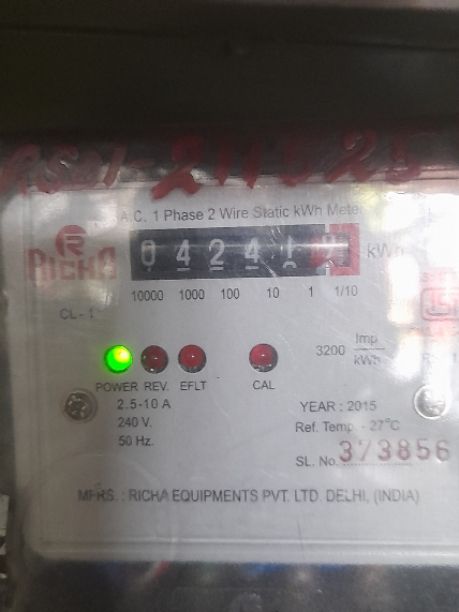 A.C. 1 Phase 2 Wire Static kWh Meter
R
RICHA
04241
kWh
10000 1000 100 10 1 1/10
CL-1
3200 Imp/kWh
POWER REV. EFLT CAL
2.5-10 A
240 V.
50 Hz.
YEAR : 2015
Ref. Temp. - 27°C
SL. No. 373856
MFRS. : RICHA EQUIPMENTS PVT. LTD. DELHI, (INDIA)